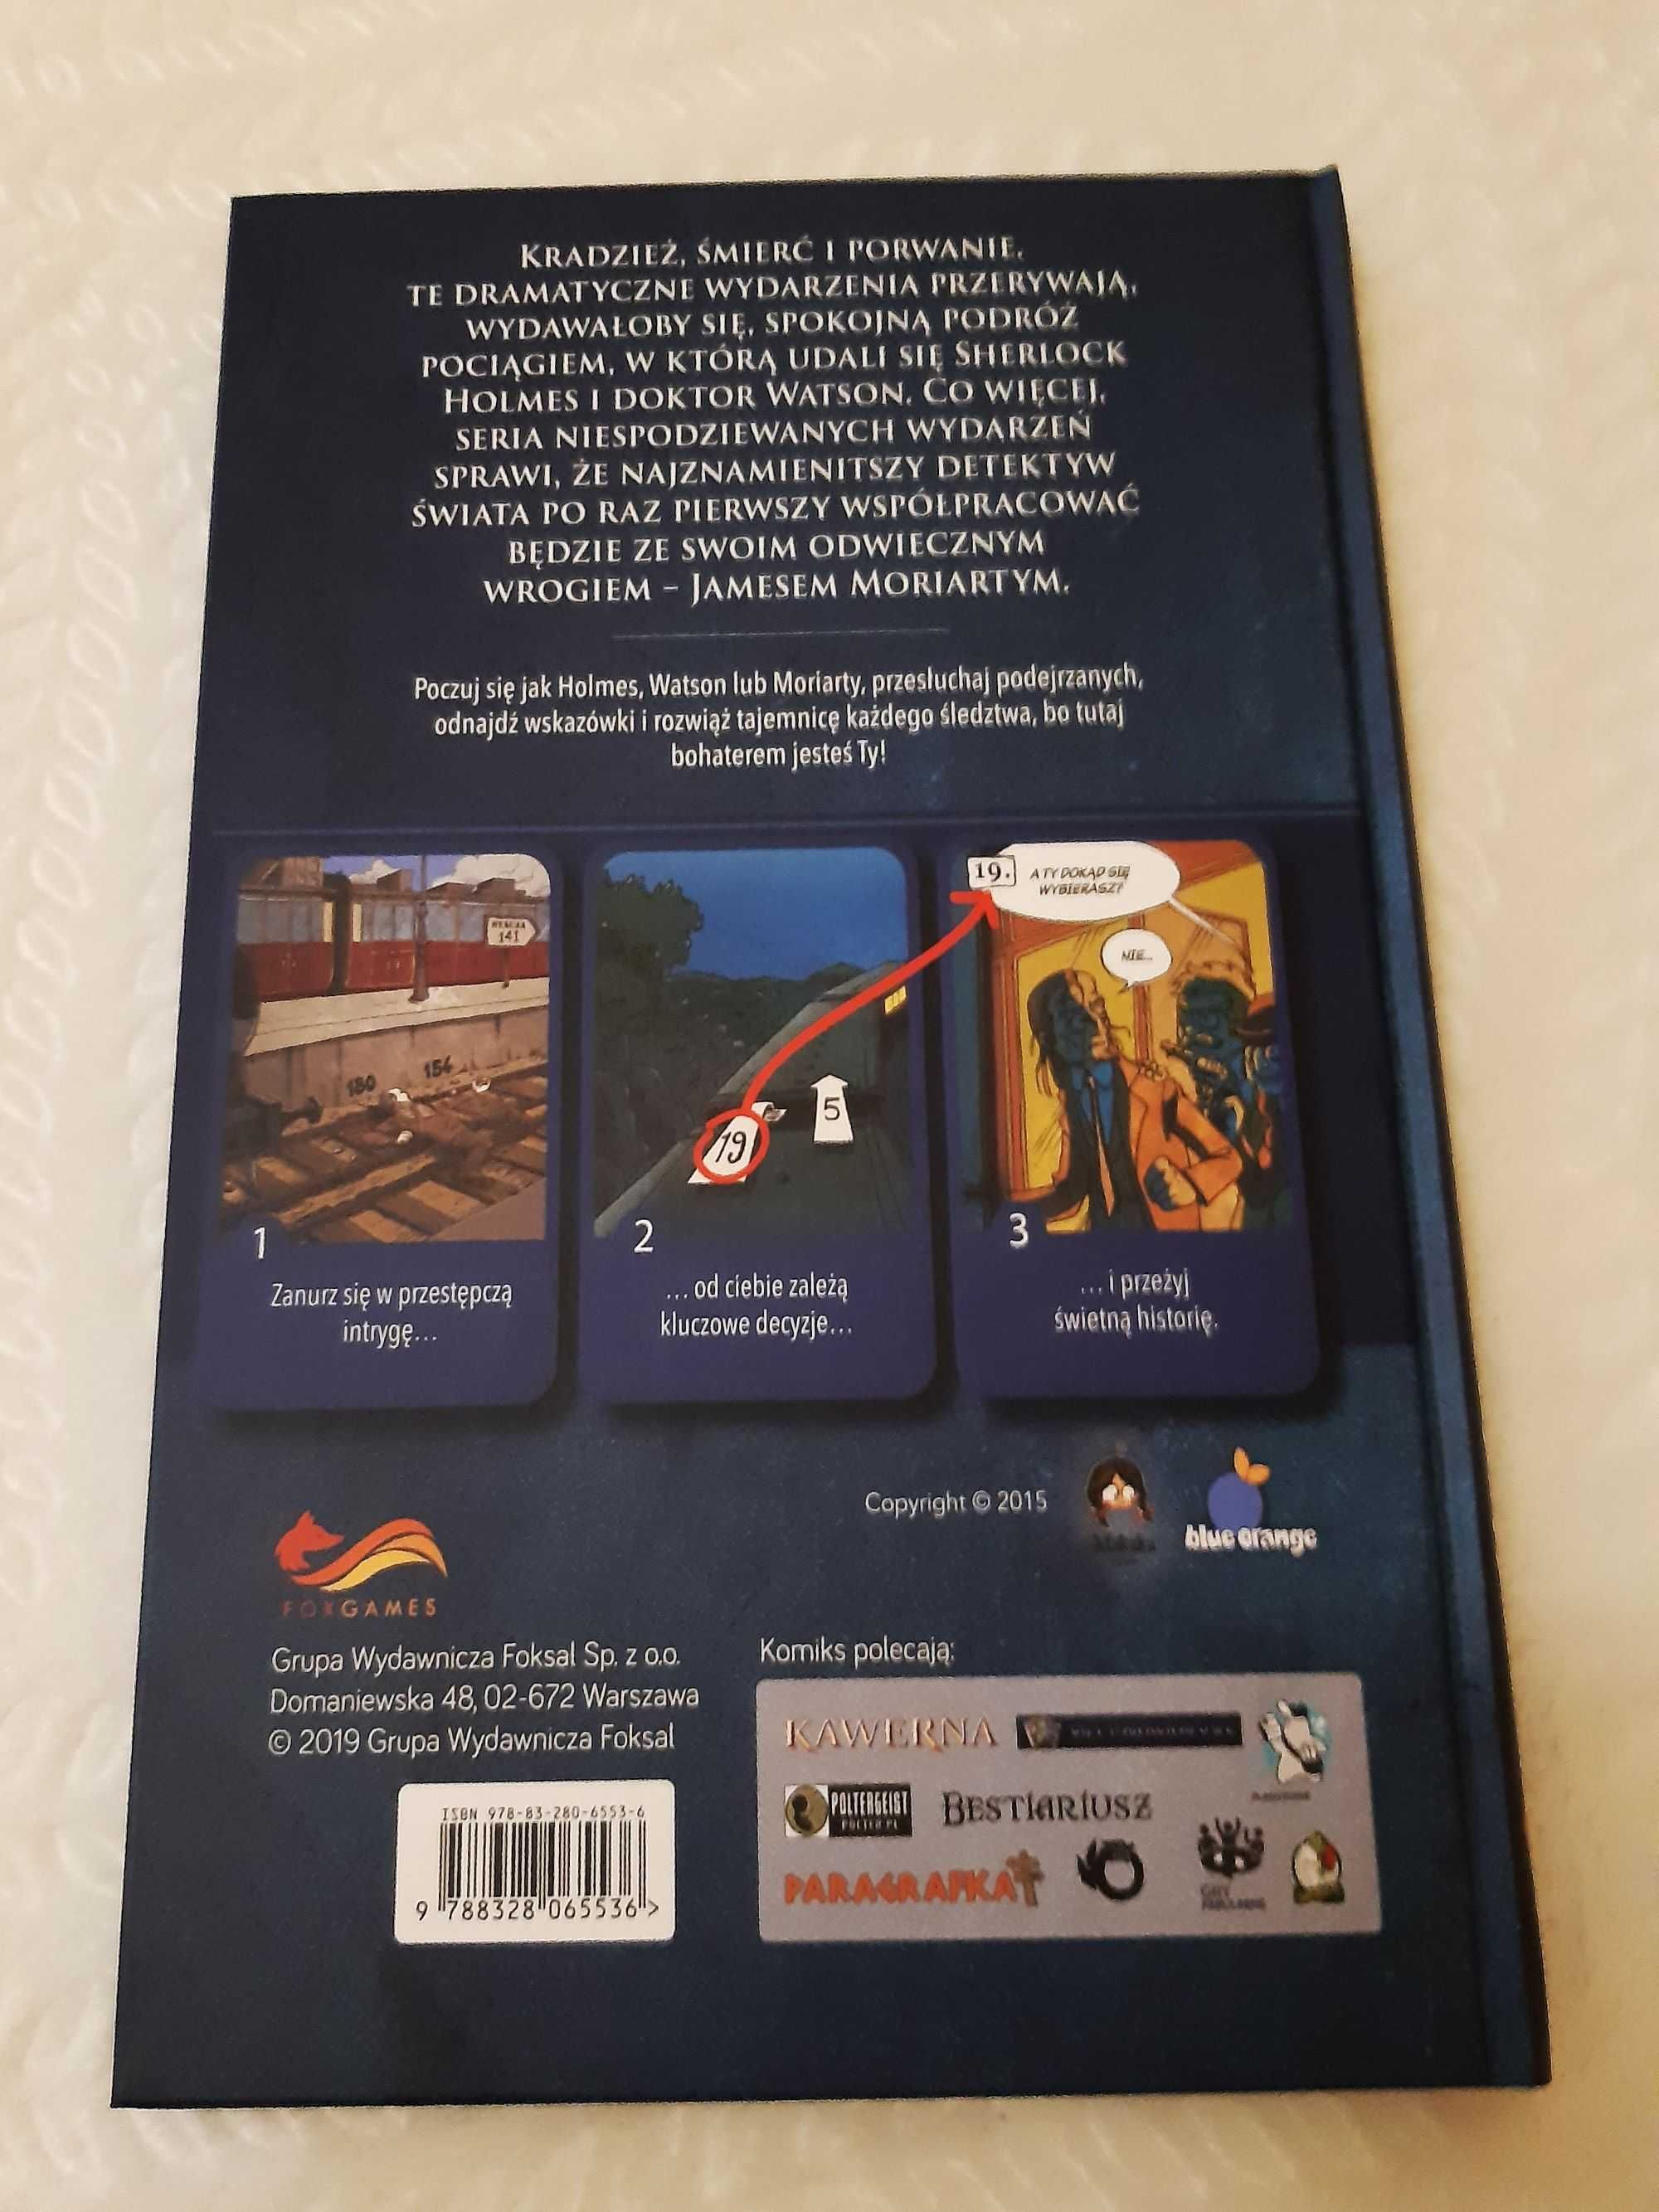 KRADZIEŻ, ŚMIERĆ I PORWANIE.
TE DRAMATYCZNE WYDARZENIA PRZERYWAJĄ,
WYDAWAŁOBY SIĘ, SPOKOJNĄ PODRÓŻ
POCIĄGIEM, W KTÓRĄ UDALI SIĘ SHERLOCK
HOLMES I DOKTOR WATSON. CO WIĘCEJ,
SERIA NIESPODZIEWANYCH WYDARZEŃ
SPRAWI, ŻE NAJZNAMIENITSZY DETEKTYW
ŚWIATA PO RAZ PIERWSZY WSPÓŁPRACOWAĆ
BĘDZIE ZE SWOIM ODWIECZNYM
WROGIEM – JAMESEM MORIARTYM.
Poczuj się jak Holmes, Watson lub Moriarty, przesłuchaj podejrzanych,
odnajdź wskazówki i rozwiąż tajemnicę każdego śledztwa, bo tutaj
bohaterem jesteś Ty!
141
180
154
1
Zanurz się w przestępczą
intrygę...
19
5
2
... od ciebie zależą
kluczowe decyzje...
19.
A TY DOKĄD SIĘ
WYBIERASZ?
NIE...
3
... i przeżyj
świetną historię.
Copyright © 2015
blue orange
FOXGAMES
Grupa Wydawnicza Foksal Sp. z o.o.
Domaniewska 48, 02-672 Warszawa
© 2019 Grupa Wydawnicza Foksal
ISBN 978-83-280-6553-6
9 788328 065536 >
Komiks polecają:
KAWERNA
POLTERGEIST
POLTER.PL
BESTIARIUSZ
PARAGRAFKA